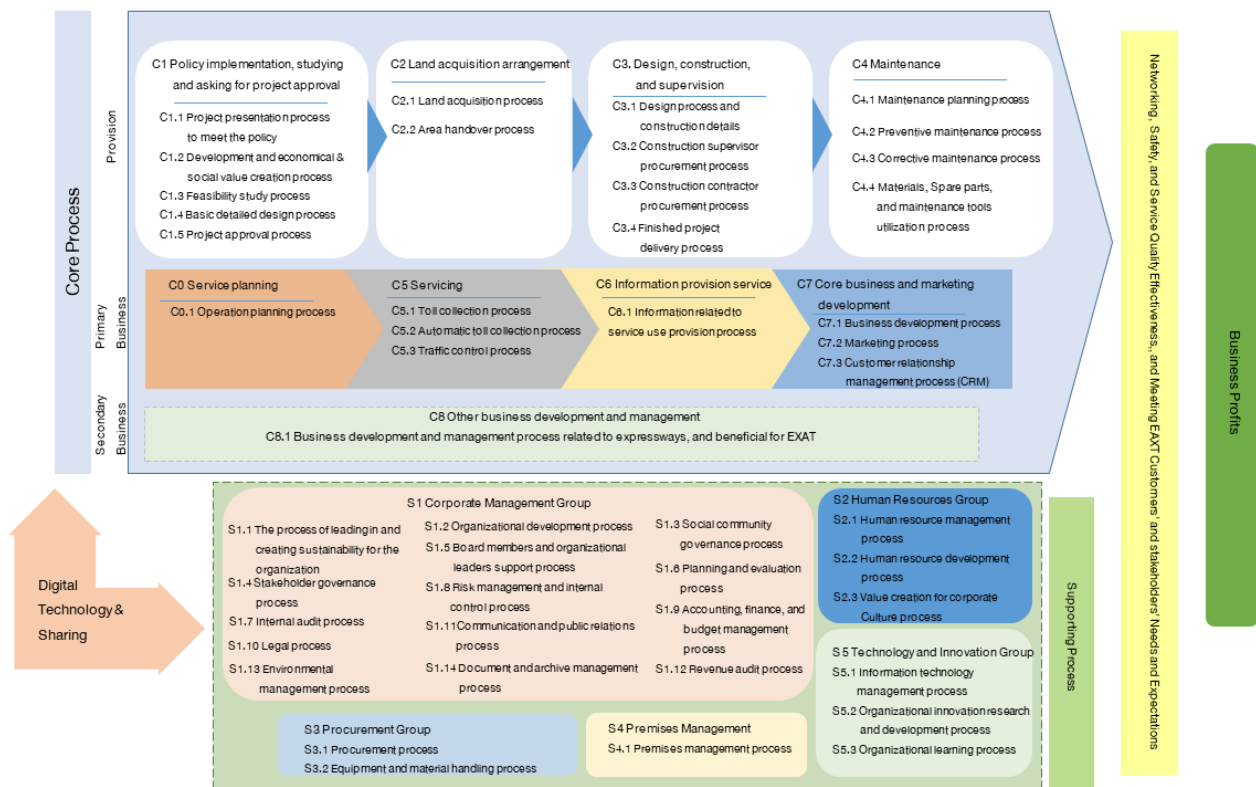 Core Process
Provision
C1 Policy implementation, studying
and asking for project approval
C1.1 Project presentation process
to meet the policy
C1.2 Development and economical &
social value creation process
C1.3 Feasibility study process
C1.4 Basic detailed design process
C1.5 Project approval process
C2 Land acquisition arrangement
C2.1 Land acquisition process
C2.2 Area handover process
C3. Design, construction,
and supervision
C3.1 Design process and
construction details
C3.2 Construction supervisor
procurement process
C3.3 Construction contractor
procurement process
C3.4 Finished project
delivery process
C4 Maintenance
C4.1 Maintenance planning process
C4.2 Preventive maintenance process
C4.3 Corrective maintenance process
C4.4 Materials, Spare parts,
and maintenance tools
utilization process
Primary
Business
C0 Service planning
C0.1 Operation planning process
C5 Servicing
C5.1 Toll collection process
C5.2 Automatic toll collection process
C5.3 Traffic control process
C6 Information provision service
C6.1 Information related to
service use provision process
C7 Core business and marketing
development
C7.1 Business development process
C7.2 Marketing process
C7.3 Customer relationship
management process (CRM)
Secondary
Business
C8 Other business development and management
C8.1 Business development and management process related to expressways, and beneficial for EXAT
Digital
Technology &
Sharing
S1 Corporate Management Group
S1.1 The process of leading in and
creating sustainability for the
organization
S1.4 Stakeholder governance
process
S1.7 Internal audit process
S1.10 Legal process
S1.13 Environmental
management process
S1.2 Organizational development process
S1.5 Board members and organizational
leaders support process
S1.8 Risk management and internal
control process
S1.11 Communication and public relations
process
S1.14 Document and archive management
process
S1.3 Social community
governance process
S1.6 Planning and evaluation
process
S1.9 Accounting, finance, and
budget management
process
S1.12 Revenue audit process
S2 Human Resources Group
S2.1 Human resource management
process
S2.2 Human resource development
process
S2.3 Value creation for corporate
Culture process
S5 Technology and Innovation Group
S5.1 Information technology
management process
S5.2 Organizational innovation research
and development process
S5.3 Organizational learning process
S3 Procurement Group
S3.1 Procurement process
S3.2 Equipment and material handling process
S4 Premises Management
S4.1 Premises management process
Supporting Process
Networking, Safety, and Service Quality Effectiveness,, and Meeting EAXT Customers' and stakeholders' Needs and Expectations
Business Profits